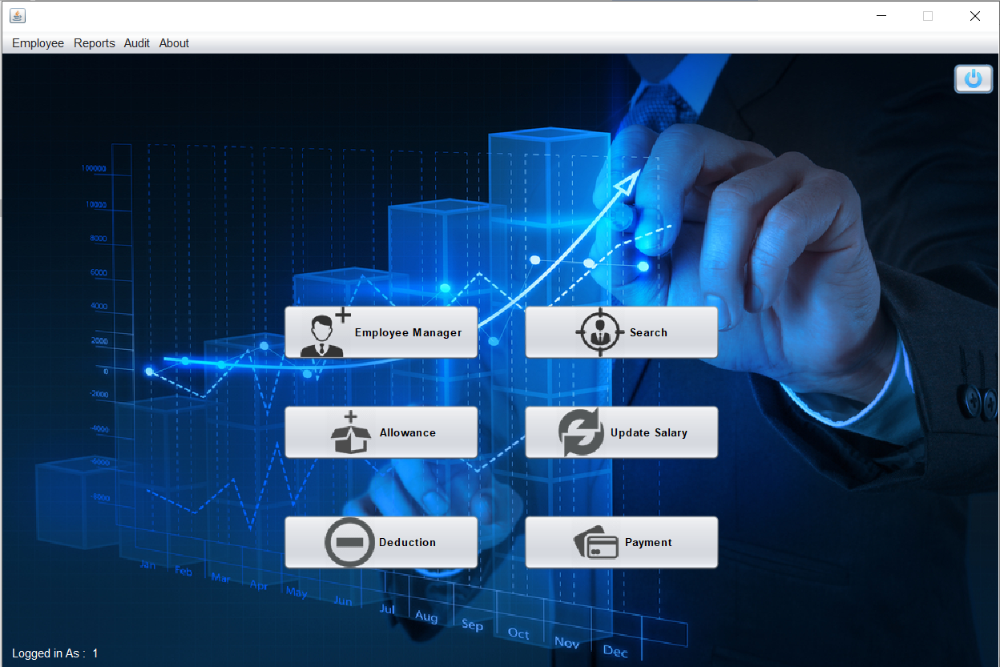 Employee Reports Audit About
100000
10000
8000
6000
4000
2000
0
-2000
-4000
-6000
-8000
Employee Manager
Search
Allowance
Update Salary
Deduction
Payment
Jan Feb Mar Apr May Jun Jul Aug Sep Oct Nov Dec
Logged in As : 1